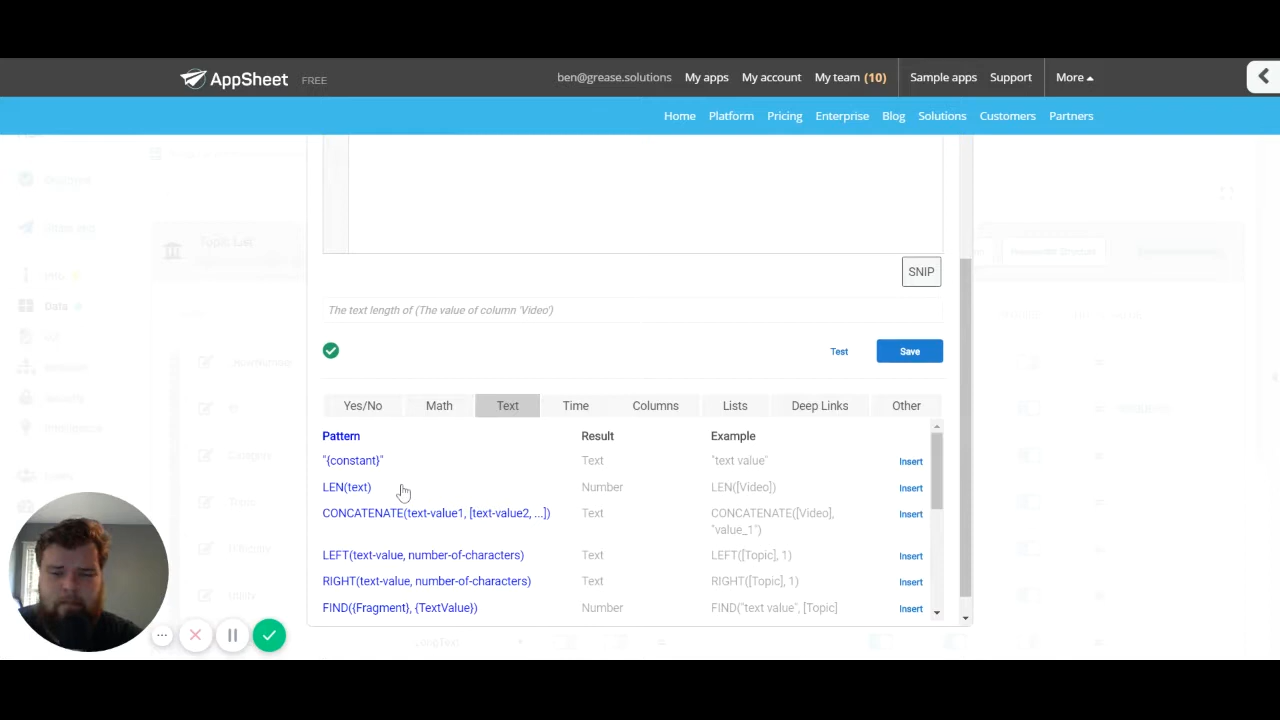 AppSheet FREE ben@grease.solutions My apps My account My team (10) Sample apps Support More
Home Platform Pricing Enterprise Blog Solutions Customers Partners
SNIP
The text length of (The value of column 'Video')
Test Save
Yes/No Math Text Time Columns Lists Deep Links Other
Pattern Result Example
"{constant}" Text "text value" Insert
LEN(text) Number LEN([Video]) Insert
CONCATENATE(text-value1, [text-value2, ...]) Text CONCATENATE([Video], Insert
"value_1")
LEFT(text-value, number-of-characters) Text LEFT([Topic], 1) Insert
RIGHT(text-value, number-of-characters) Text RIGHT([Topic], 1) Insert
FIND({Fragment}, {TextValue}) Number FIND("text value", [Topic] Insert
Topic List
Info
Data
LongText